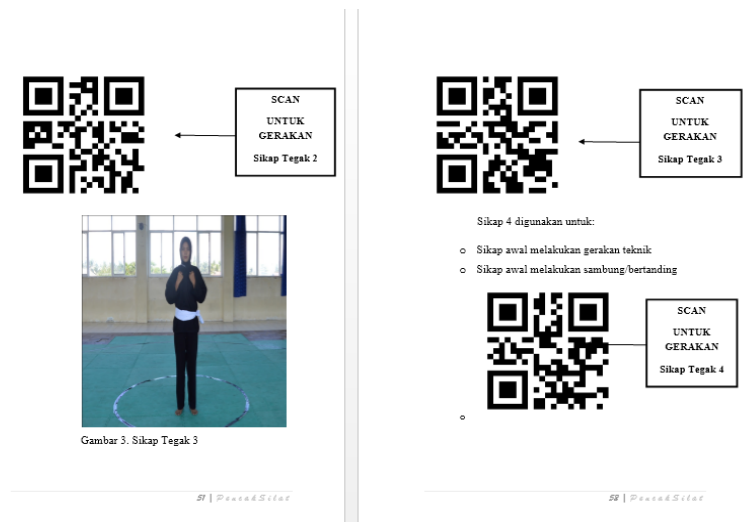 SCAN
UNTUK
GERAKAN
Sikap Tegak 2
Gambar 3. Sikap Tegak 3
51 | PencakSilat
SCAN
UNTUK
GERAKAN
Sikap Tegak 3
Sikap 4 digunakan untuk:
o Sikap awal melakukan gerakan teknik
o Sikap awal melakukan sambung/bertanding
SCAN
UNTUK
GERAKAN
Sikap Tegak 4
o
52 | PencakSilat